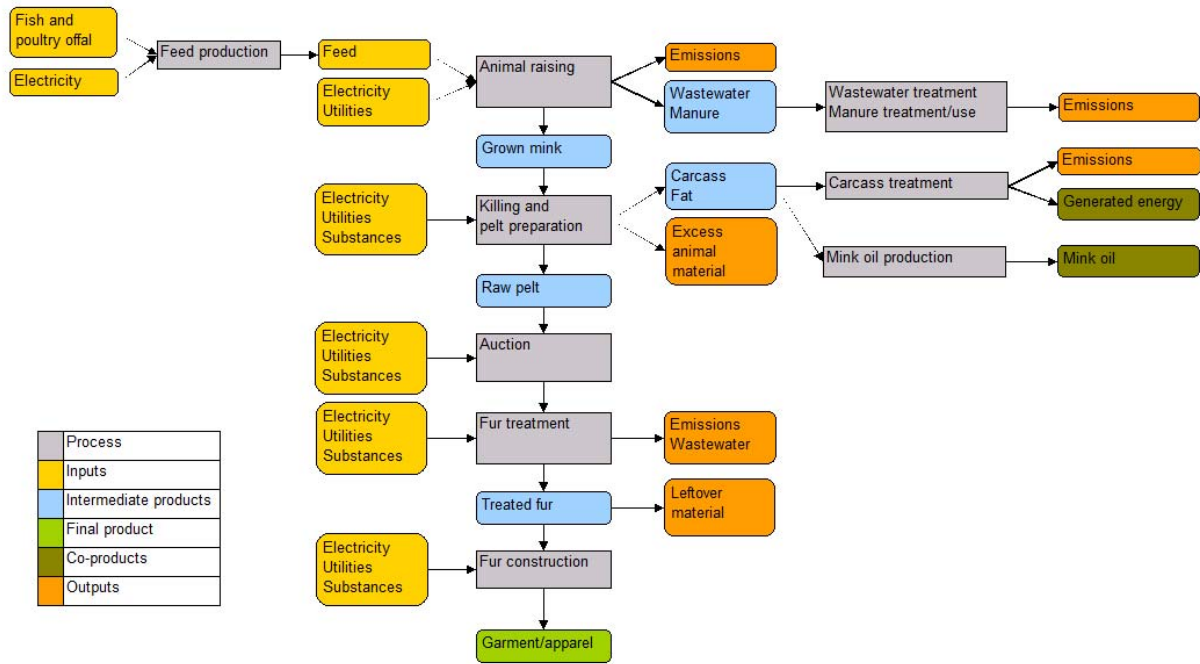 Fish and
poultry offal
Electricity
Feed production
Feed
Electricity
Utilities
Animal raising
Emissions
Wastewater
Manure
Wastewater treatment
Manure treatment/use
Emissions
Grown mink
Electricity
Utilities
Substances
Killing and
pelt preparation
Carcass
Fat
Excess
animal
material
Carcass treatment
Emissions
Generated energy
Mink oil production
Mink oil
Raw pelt
Electricity
Utilities
Substances
Auction
Electricity
Utilities
Substances
Fur treatment
Emissions
Wastewater
Treated fur
Leftover
material
Electricity
Utilities
Substances
Fur construction
Garment/apparel
Process
Inputs
Intermediate products
Final product
Co-products
Outputs